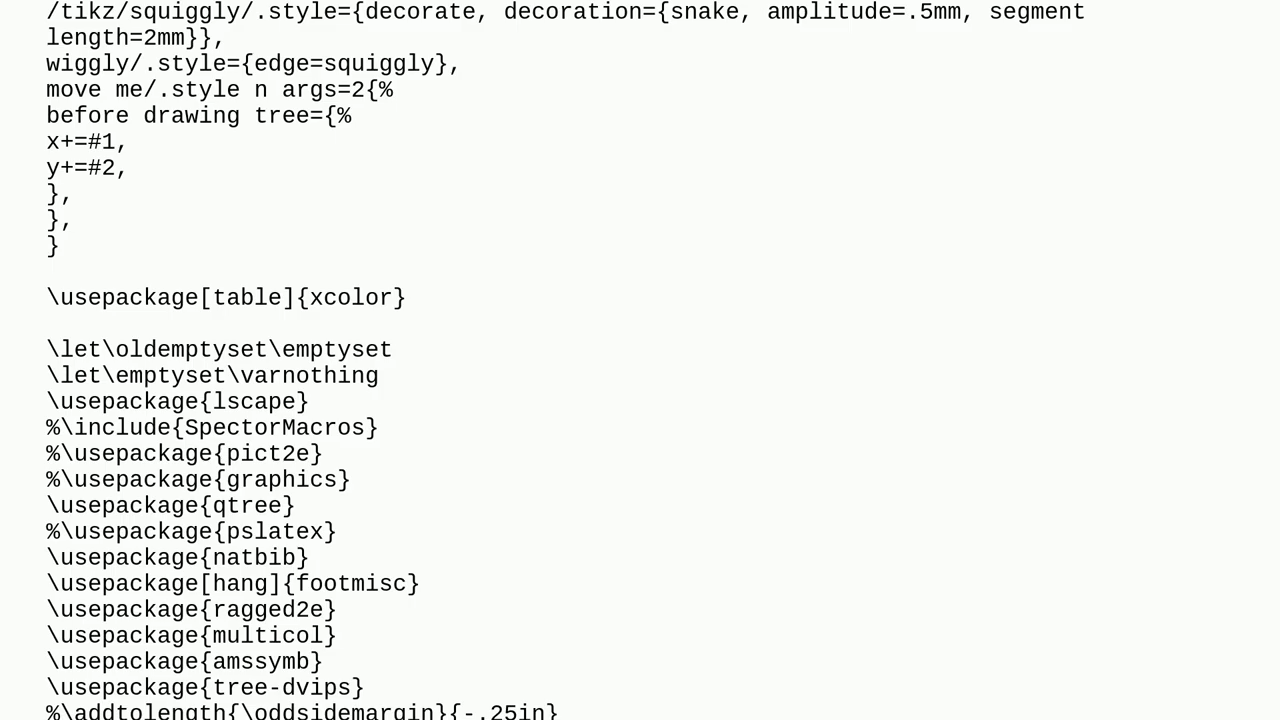 /tikz/squiggly/.style={decorate, decoration={snake, amplitude=.5mm, segment
length=2mm}},
wiggly/.style={edge=squiggly},
move me/.style n args=2{%
before drawing tree={%
x+=#1,
y+=#2,
},
},
}
\usepackage[table]{xcolor}
\let\oldemptyset\emptyset
\let\emptyset\varnothing
\usepackage{lscape}
%\include{SpectorMacros}
%\usepackage{pict2e}
%\usepackage{graphics}
\usepackage{qtree}
%\usepackage{pslatex}
\usepackage{natbib}
\usepackage[hang]{footmisc}
\usepackage{ragged2e}
\usepackage{multicol}
\usepackage{amssymb}
\usepackage{tree-dvips}
%\addtolength{\oddsidemargin}{-.25in}